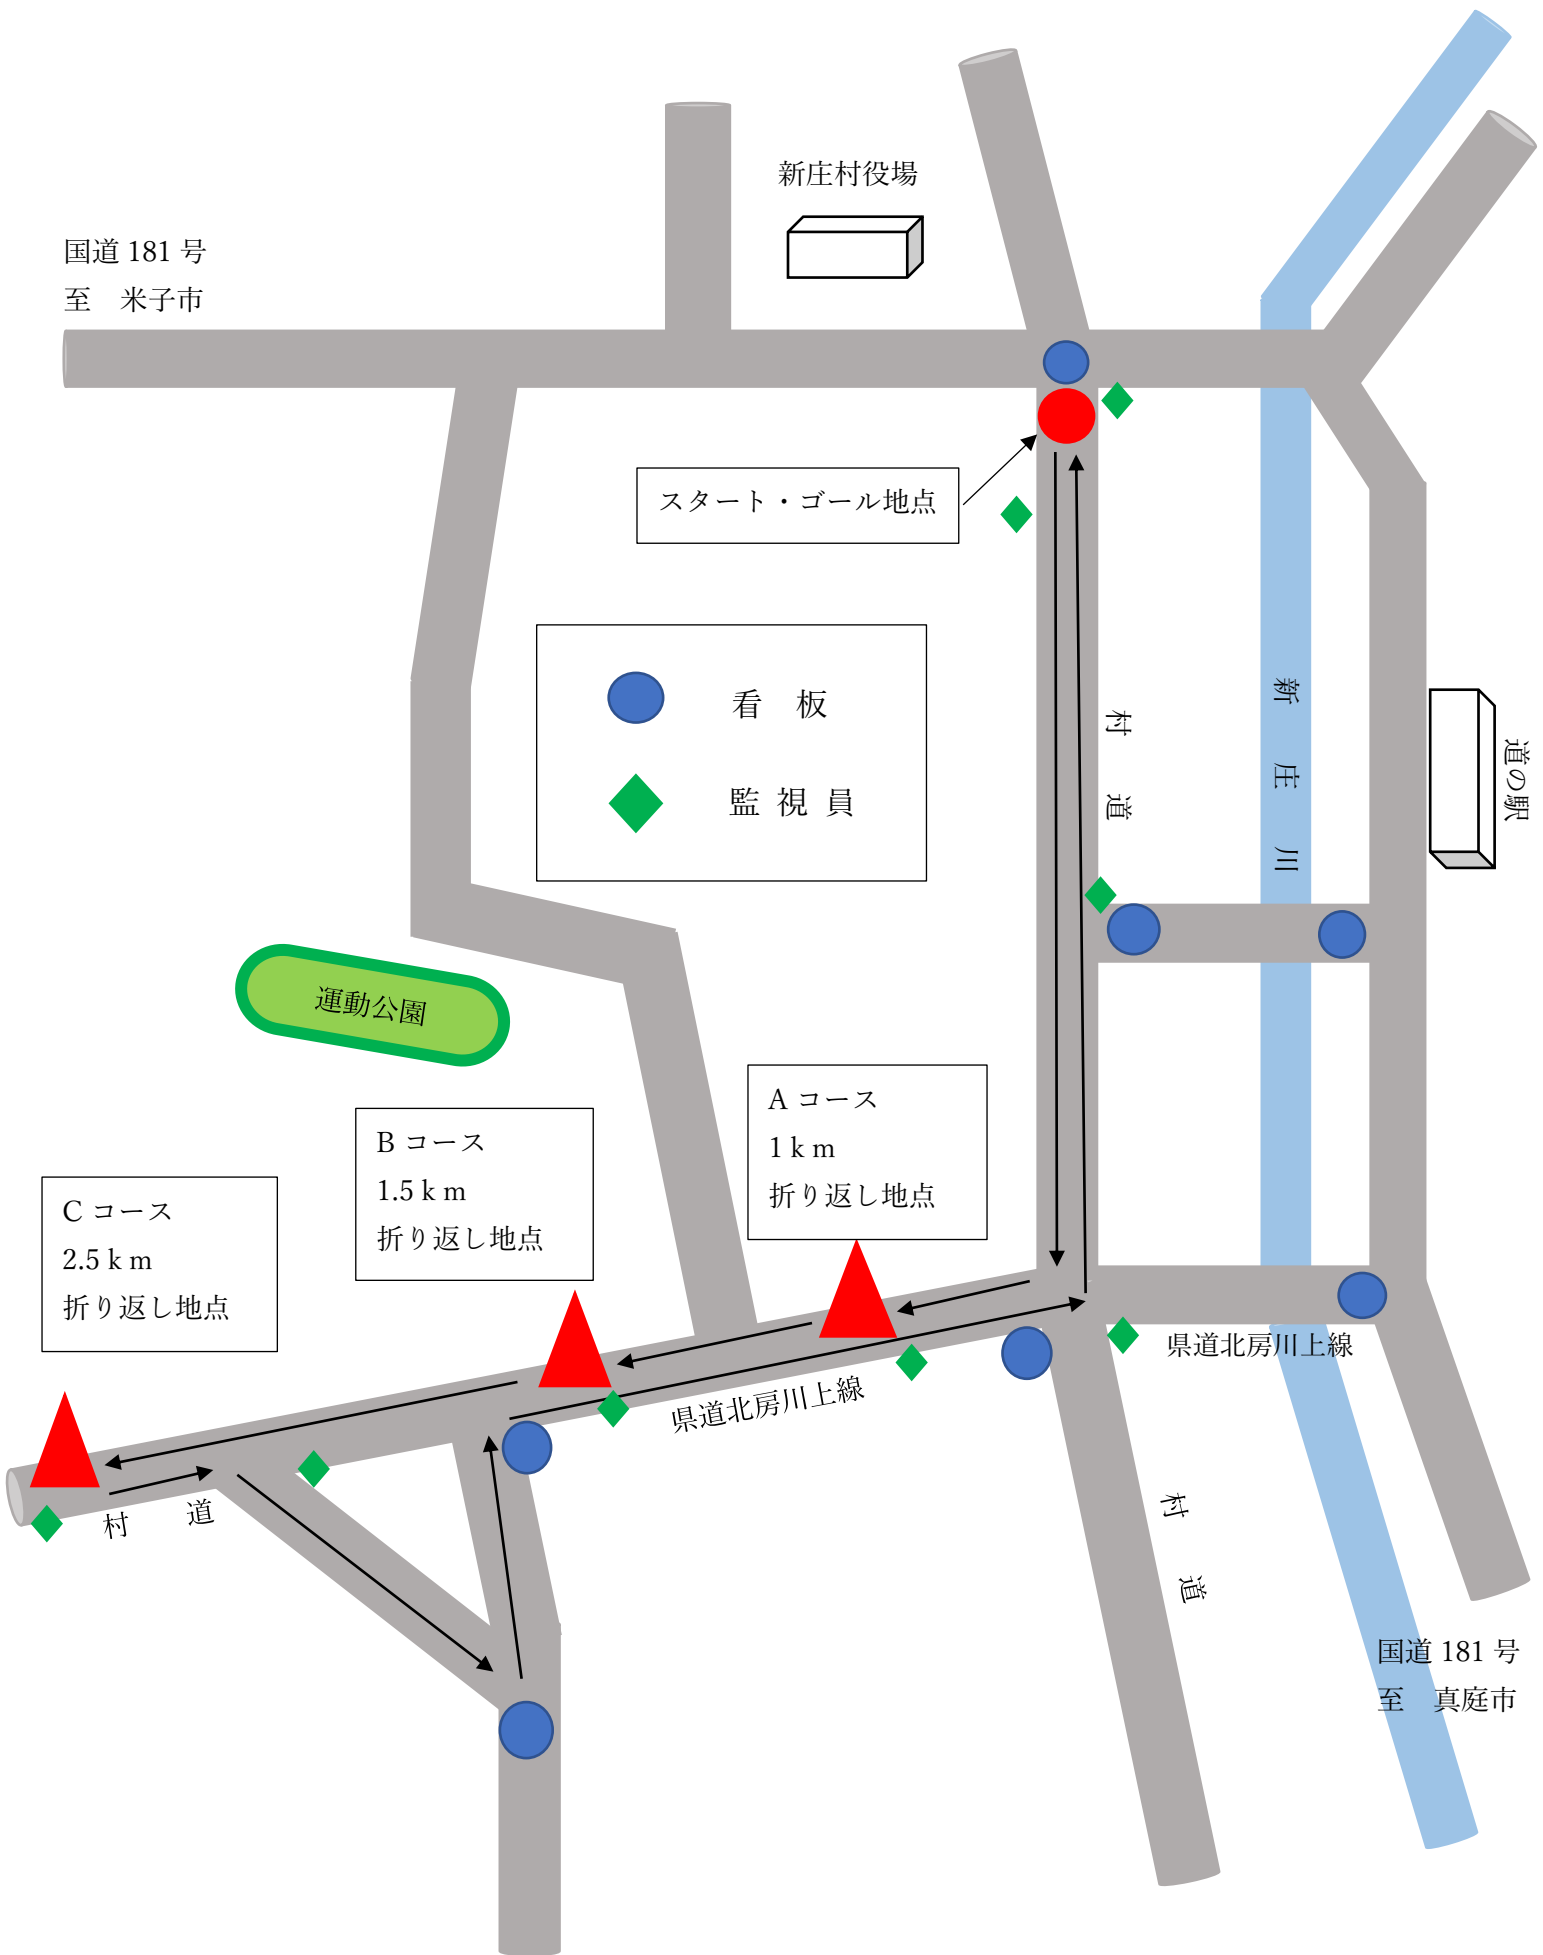 新庄村役場
国道 181 号
至　米子市
スタート・ゴール地点
看　板
監 視 員
村　道
新　庄　川
道の駅
運動公園
A コース
1ｋｍ
折り返し地点
B コース
1.5ｋｍ
折り返し地点
C コース
2.5ｋｍ
折り返し地点
県道北房川上線
県道北房川上線
村　道
村　道
国道 181 号
至　真庭市